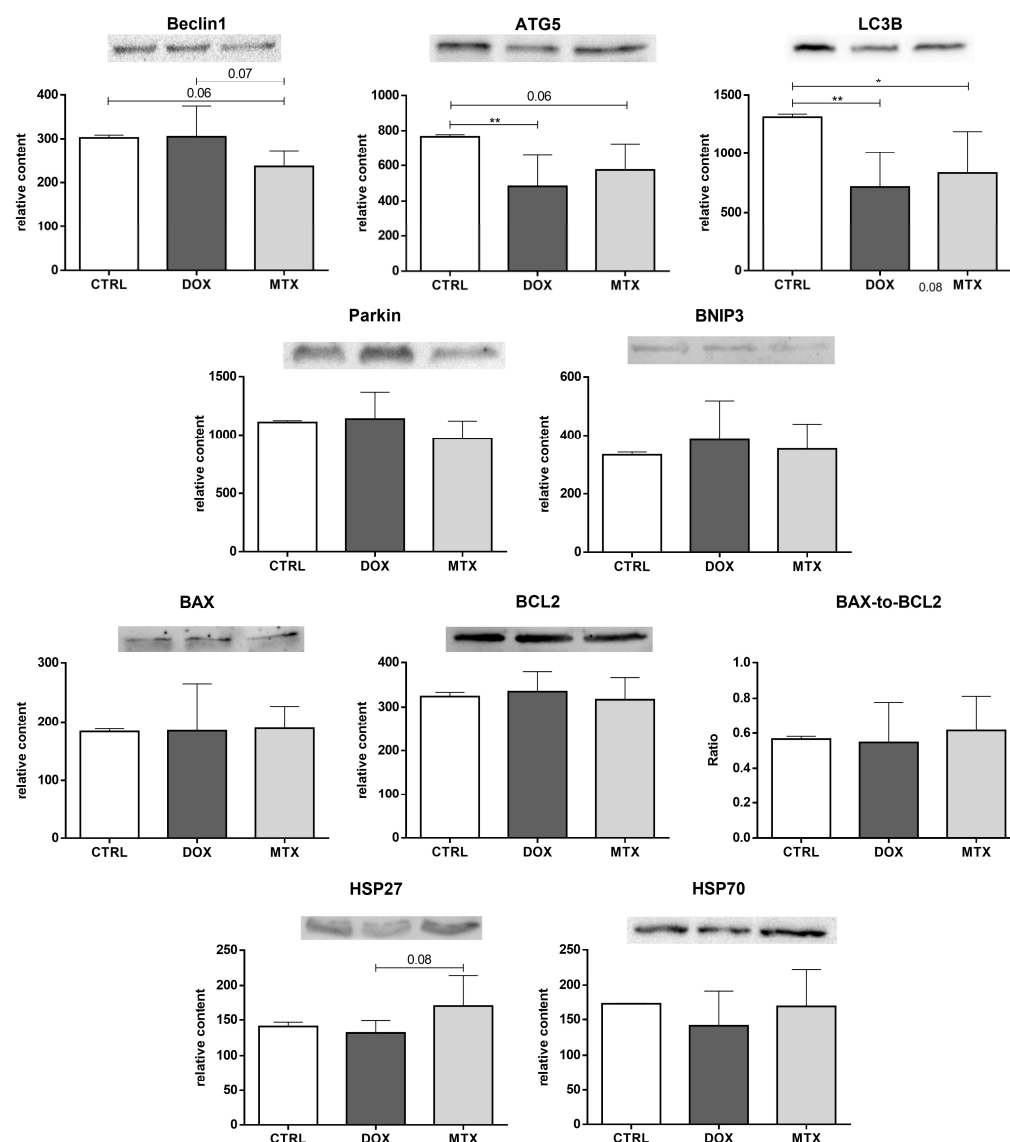 Beclin1
ATG5
LC3B
0.07
0.06
0.06
**
*
**
relative content
400
300
200
100
0
CTRL DOX MTX
relative content
1000
800
600
400
200
0
CTRL DOX MTX
relative content
1500
1000
500
0
CTRL DOX 0.08 MTX
Parkin
BNIP3
relative content
1500
1000
500
0
CTRL DOX MTX
relative content
600
400
200
0
CTRL DOX MTX
BAX
BCL2
BAX-to-BCL2
relative content
300
200
100
0
CTRL DOX MTX
relative content
400
300
200
100
0
CTRL DOX MTX
Ratio
1.0
0.8
0.6
0.4
0.2
0.0
CTRL DOX MTX
HSP27
HSP70
0.08
relative content
250
200
150
100
50
0
CTRL DOX MTX
relative content
250
200
150
100
50
0
CTRL DOX MTX